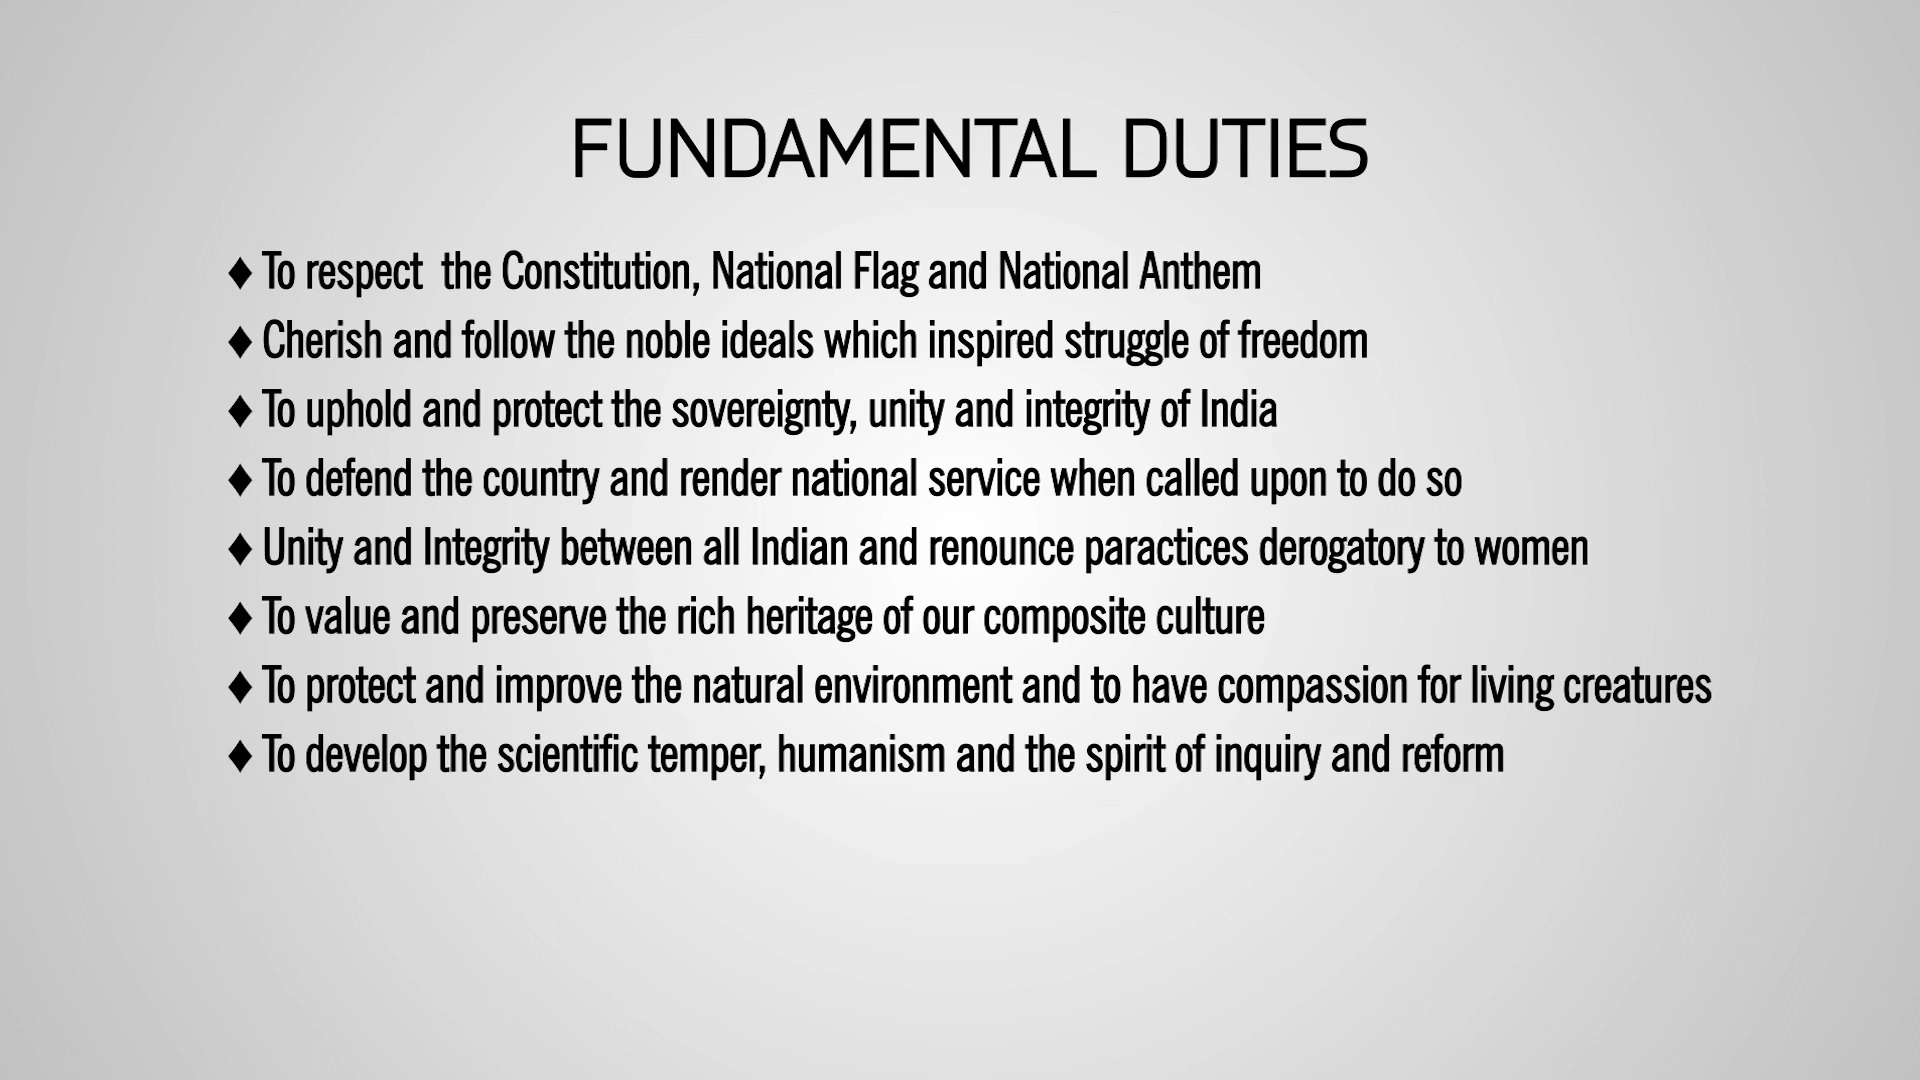 FUNDAMENTAL DUTIES
♦ To respect  the Constitution, National Flag and National Anthem
♦ Cherish and follow the noble ideals which inspired struggle of freedom
♦ To uphold and protect the sovereignty, unity and integrity of India
♦ To defend the country and render national service when called upon to do so
♦ Unity and Integrity between all Indian and renounce paractices derogatory to women
♦ To value and preserve the rich heritage of our composite culture
♦ To protect and improve the natural environment and to have compassion for living creatures
♦ To develop the scientific temper, humanism and the spirit of inquiry and reform